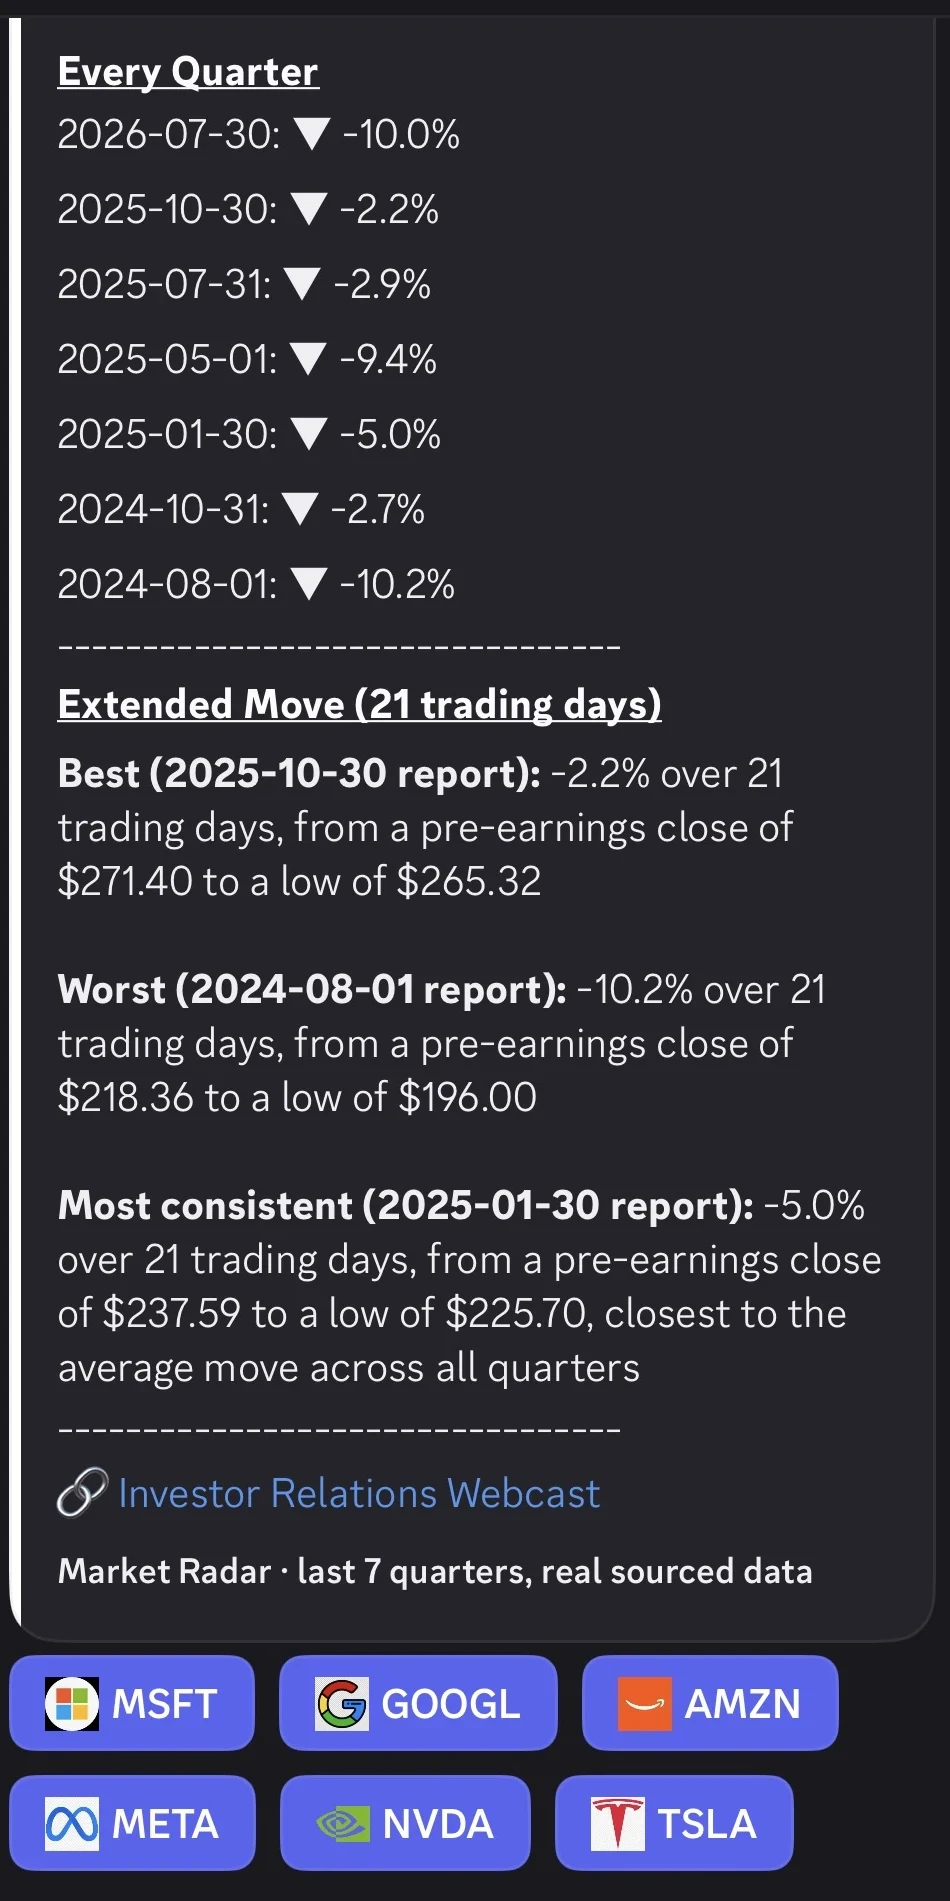 Every Quarter
2026-07-30: ▼ -10.0%
2025-10-30: ▼ -2.2%
2025-07-31: ▼ -2.9%
2025-05-01: ▼ -9.4%
2025-01-30: ▼ -5.0%
2024-10-31: ▼ -2.7%
2024-08-01: ▼ -10.2%
---------------------------------
Extended Move (21 trading days)
Best (2025-10-30 report): -2.2% over 21
trading days, from a pre-earnings close of
$271.40 to a low of $265.32
Worst (2024-08-01 report): -10.2% over 21
trading days, from a pre-earnings close of
$218.36 to a low of $196.00
Most consistent (2025-01-30 report): -5.0%
over 21 trading days, from a pre-earnings close
of $237.59 to a low of $225.70, closest to the
average move across all quarters
---------------------------------
🔗 Investor Relations Webcast
Market Radar · last 7 quarters, real sourced data
MSFT GOOGL AMZN
META NVDA TSLA